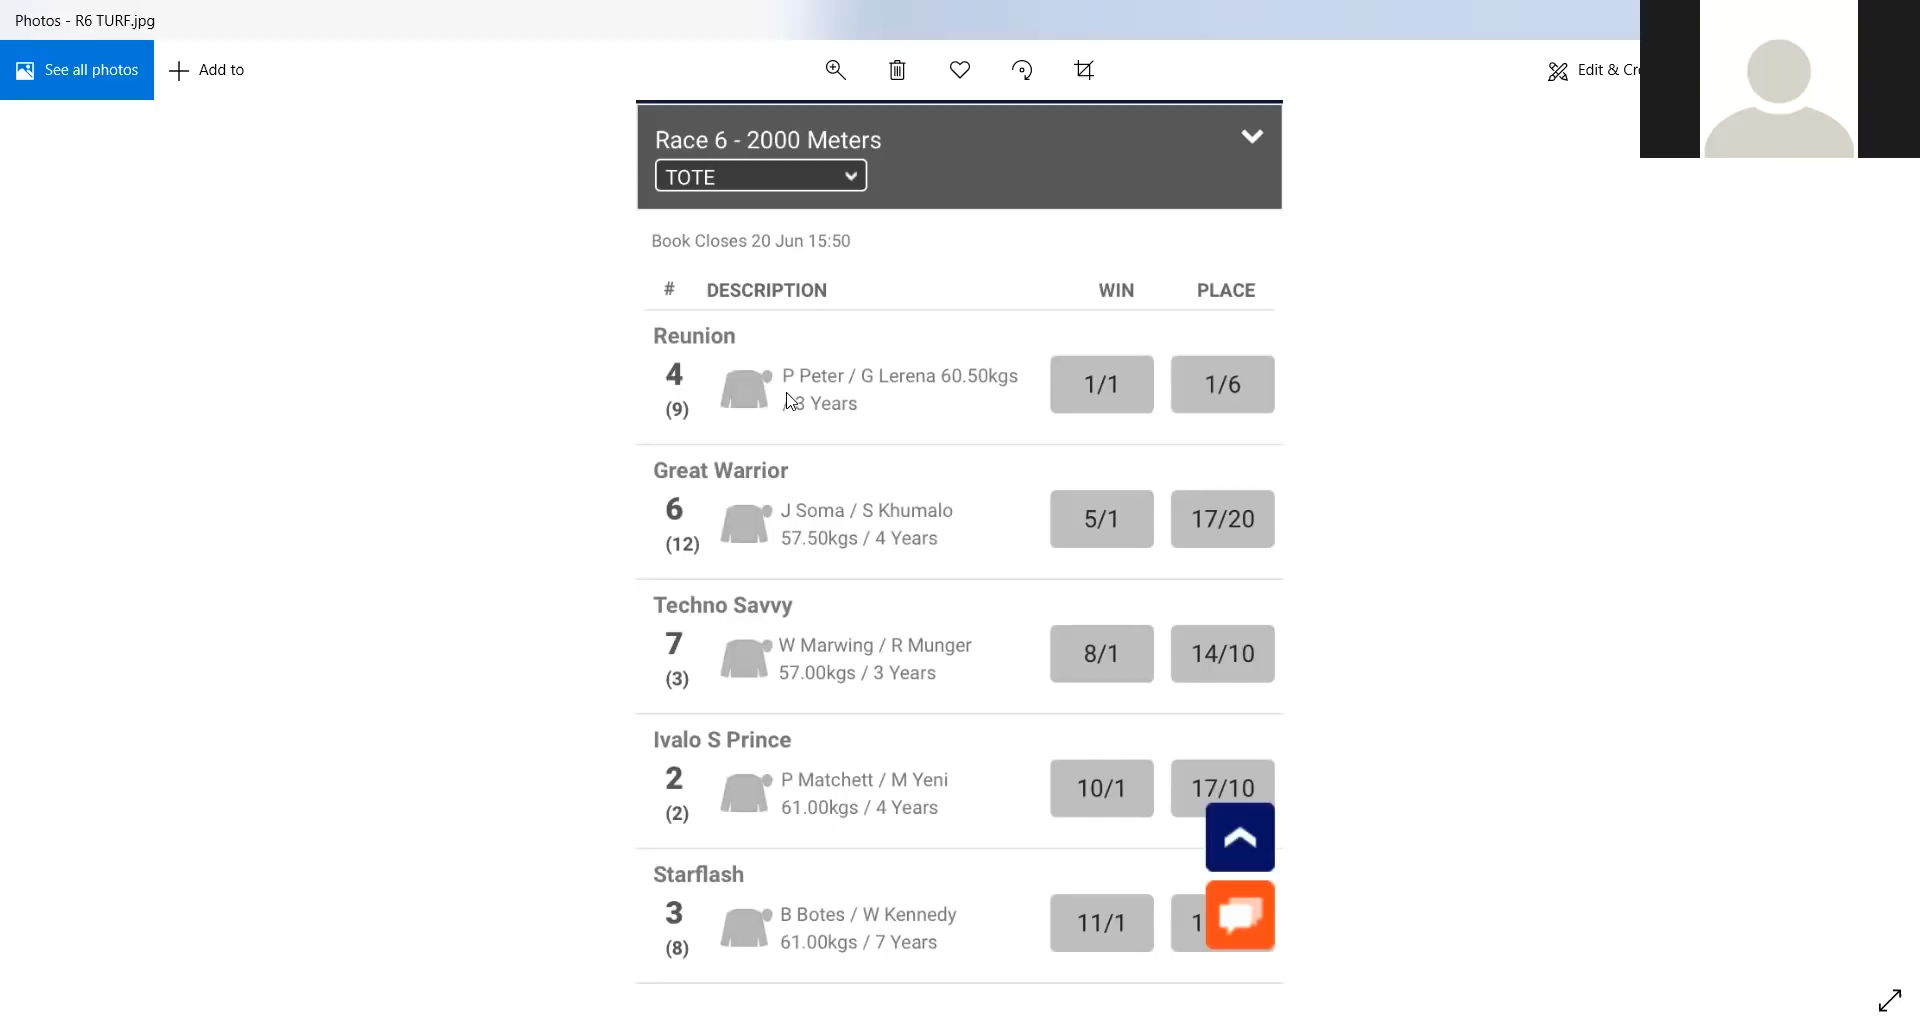 Photos - R6 TURF.jpg
See all photos
Add to
Edit & Cre
Race 6 - 2000 Meters
TOTE
Book Closes 20 Jun 15:50
# DESCRIPTION WIN PLACE
Reunion
4 P Peter / G Lerena 60.50kgs 1/1 1/6
(9) / 3 Years
Great Warrior
6 J Soma / S Khumalo 5/1 17/20
(12) 57.50kgs / 4 Years
Techno Savvy
7 W Marwing / R Munger 8/1 14/10
(3) 57.00kgs / 3 Years
Ivalo S Prince
2 P Matchett / M Yeni 10/1 17/10
(2) 61.00kgs / 4 Years
Starflash
3 B Botes / W Kennedy 11/1 1
(8) 61.00kgs / 7 Years